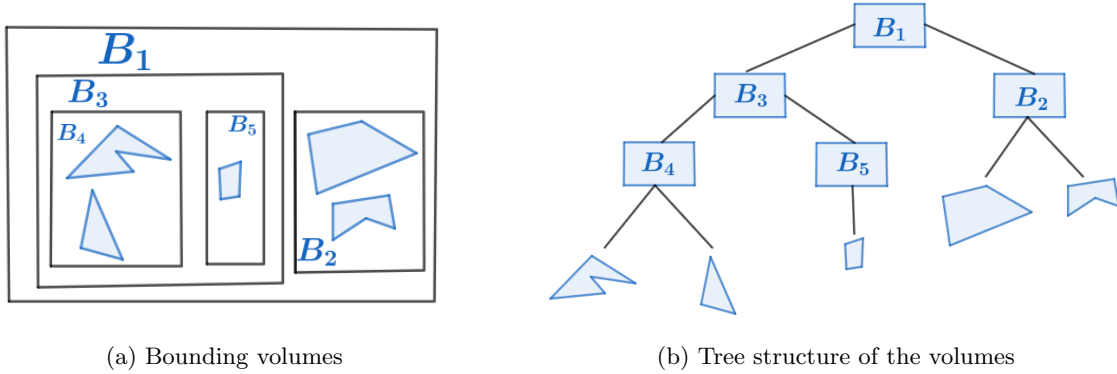 B₁
B₃
B₄
B₅
B₂
(a) Bounding volumes
B₁
B₃
B₂
B₄
B₅
(b) Tree structure of the volumes